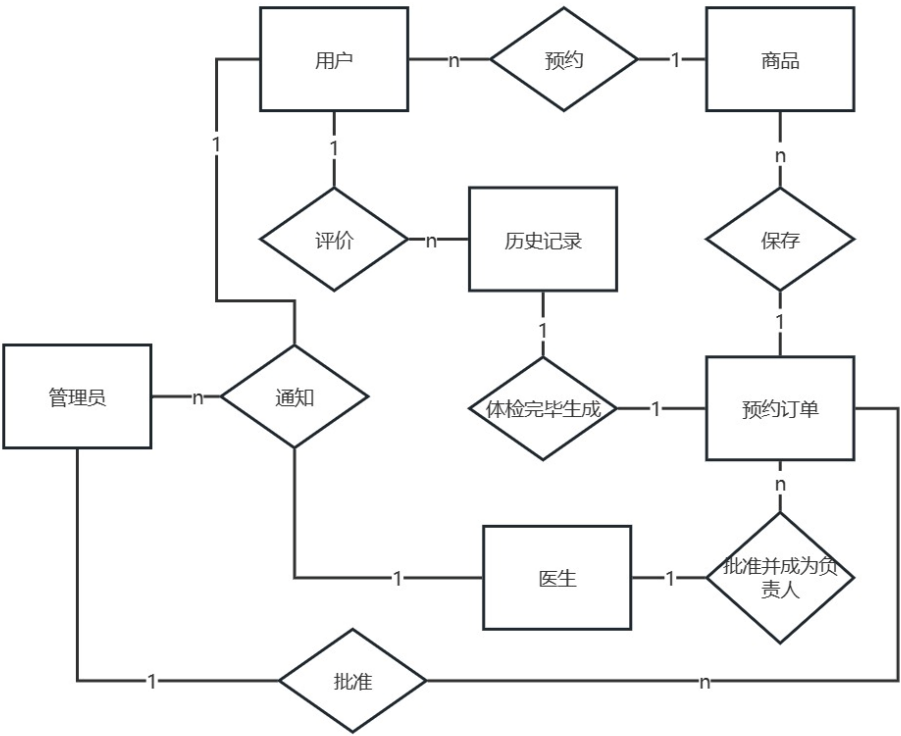 用户
n
预约
1
商品
1
1
n
评价
n
历史记录
保存
1
1
管理员
n
通知
体检完毕生成
1
预约订单
n
1
医生
1
批准并成为负
责人
1
批准
n